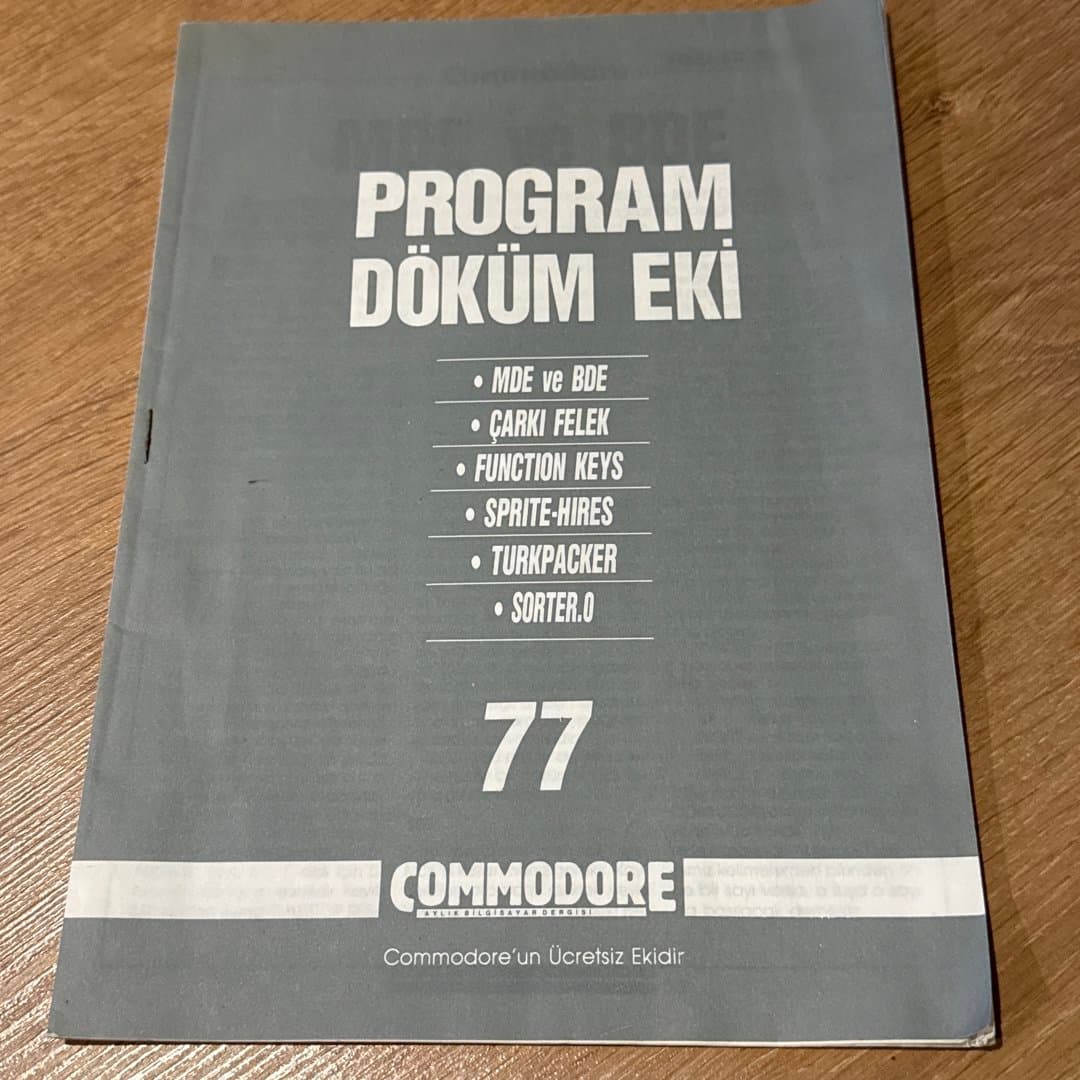 PROGRAM
DÖKÜM EKİ
• MDE ve BDE
• ÇARKI FELEK
• FUNCTION KEYS
• SPRITE-HIRES
• TURKPACKER
• SORTER.0
77
COMMODORE
AYLIK BİLGİSAYAR DERGİSİ
Commodore'un Ücretsiz Ekidir